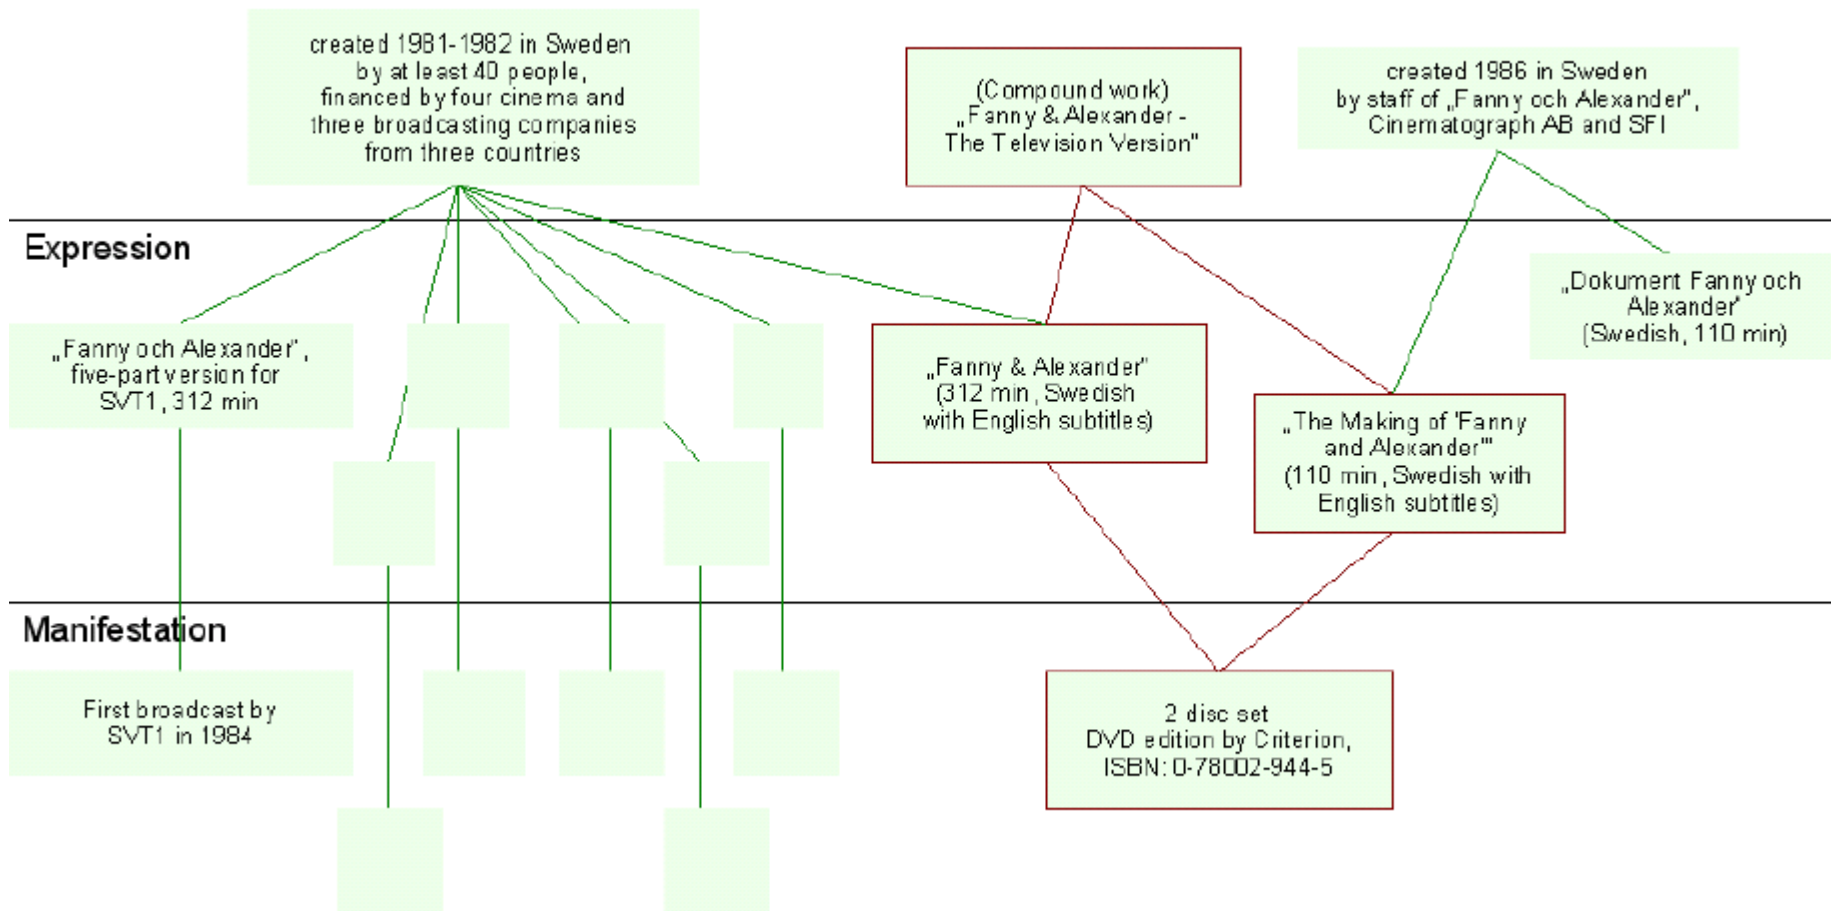 created 1981-1982 in Sweden
by at least 40 people,
financed by four cinema and
three broadcasting companies
from three countries
(Compound work)
„Fanny & Alexander -
The Television Version"
created 1986 in Sweden
by staff of „Fanny och Alexander",
Cinematograph AB and SFI
Expression
„Dokument Fanny och
Alexander"
(Swedish, 110 min)
„Fanny och Alexander",
five-part version for
SVT1, 312 min
„Fanny & Alexander"
(312 min, Swedish
with English subtitles)
„The Making of 'Fanny
and Alexander'"
(110 min, Swedish with
English subtitles)
Manifestation
First broadcast by
SVT1 in 1984
2 disc set
DVD edition by Criterion,
ISBN: 0-78002-944-5